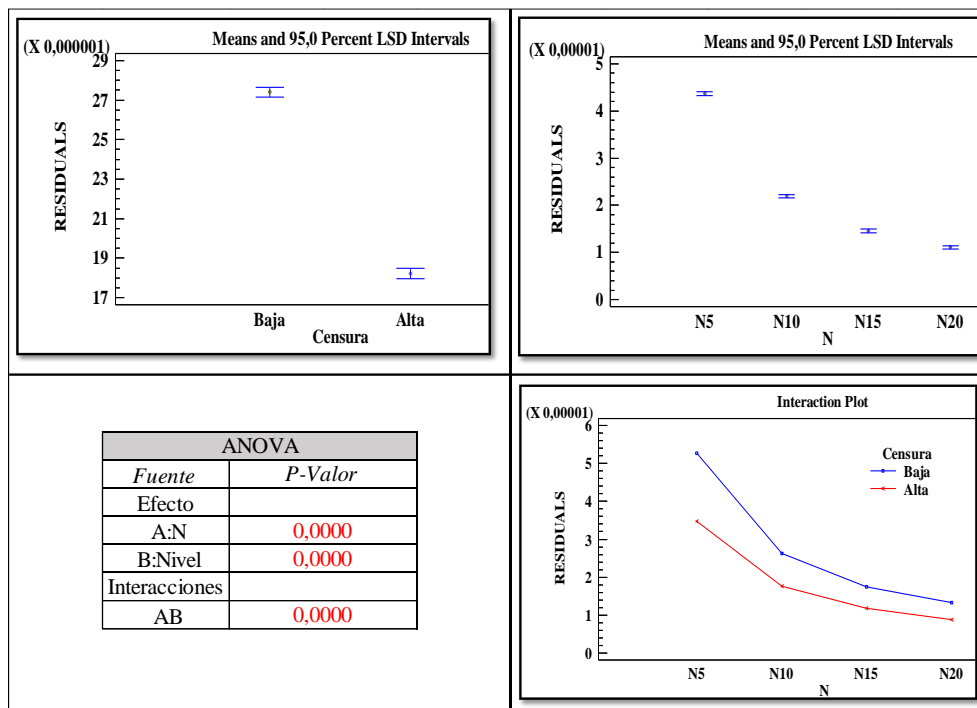 Means and 95,0 Percent LSD Intervals
(X 0,000001)
29
27
25
23
21
19
17
RESIDUALS
Baja
Alta
Censura
Means and 95,0 Percent LSD Intervals
(X 0,00001)
5
4
3
2
1
0
RESIDUALS
N5
N10
N15
N20
N
ANOVA
Fuente P-Valor
Efecto
A:N 0,0000
B:Nivel 0,0000
Interacciones
AB 0,0000
Interaction Plot
(X 0,00001)
6
5
4
3
2
1
0
RESIDUALS
Censura
Baja
Alta
N5
N10
N15
N20
N